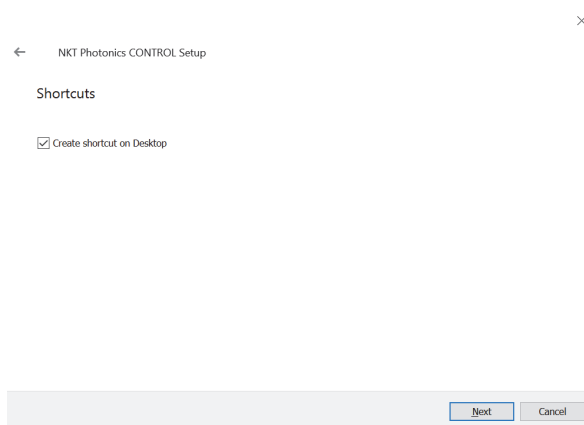 NKT Photonics CONTROL Setup
Shortcuts
Create shortcut on Desktop
Next
Cancel